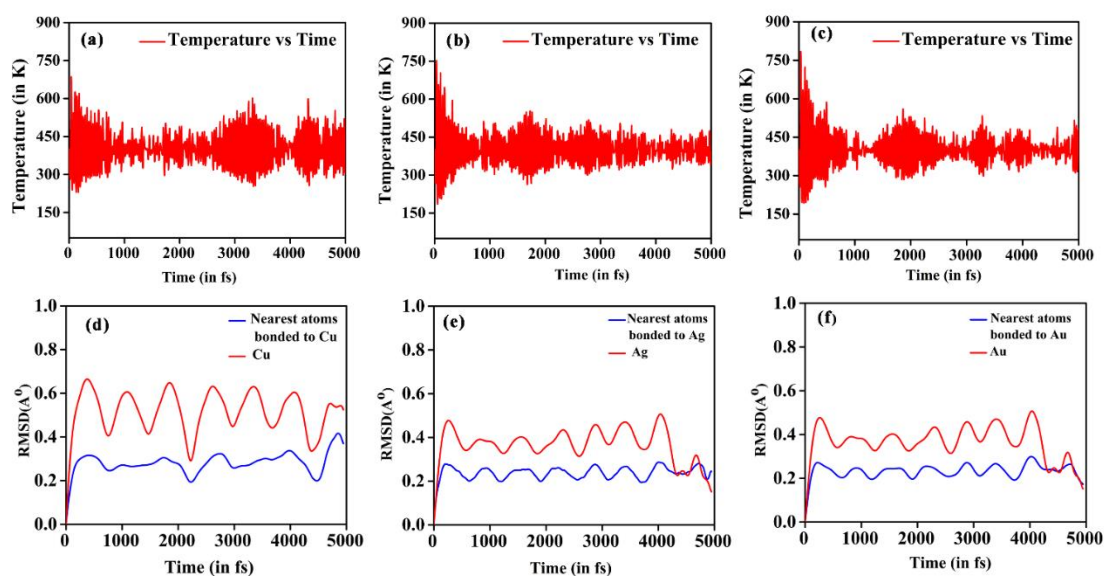 (a)
Temperature vs Time
Temperature (in K)
900
750
600
450
300
150
0 1000 2000 3000 4000 5000
Time (in fs)
(b)
Temperature vs Time
Temperature (in K)
900
750
600
450
300
150
0 1000 2000 3000 4000 5000
Time (in fs)
(c)
Temperature vs Time
Temperature (in K)
900
750
600
450
300
150
0 1000 2000 3000 4000 5000
Time (in fs)
(d)
Nearest atoms
bonded to Cu
Cu
RMSD(A⁰)
1.0
0.8
0.6
0.4
0.2
0.0
0 1000 2000 3000 4000 5000
Time (in fs)
(e)
Nearest atoms
bonded to Ag
Ag
RMSD(A⁰)
1.0
0.8
0.6
0.4
0.2
0.0
0 1000 2000 3000 4000 5000
Time (in fs)
(f)
Nearest atoms
bonded to Au
Au
RMSD(A⁰)
1.0
0.8
0.6
0.4
0.2
0.0
0 1000 2000 3000 4000 5000
Time (in fs)